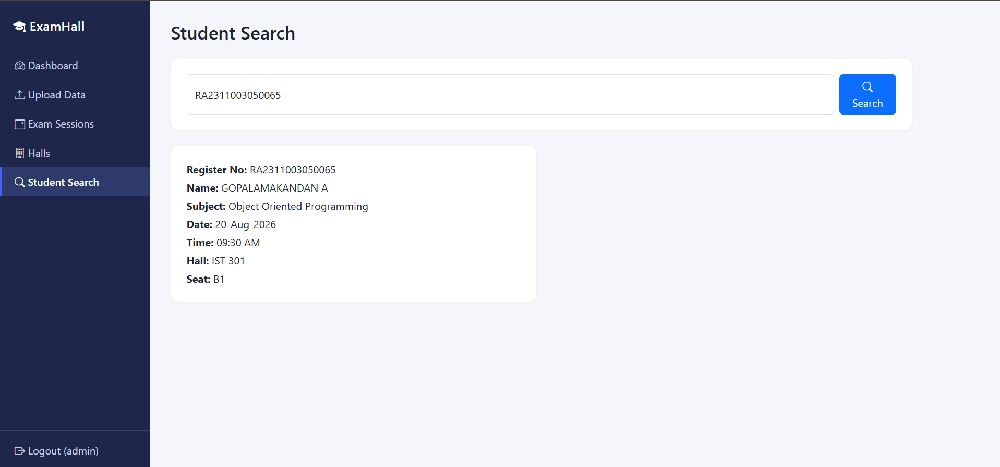 ExamHall
Dashboard
Upload Data
Exam Sessions
Halls
Student Search
Logout (admin)
Student Search
RA2311003050065
Search
Register No: RA2311003050065
Name: GOPALAMAKANDAN A
Subject: Object Oriented Programming
Date: 20-Aug-2026
Time: 09:30 AM
Hall: IST 301
Seat: B1